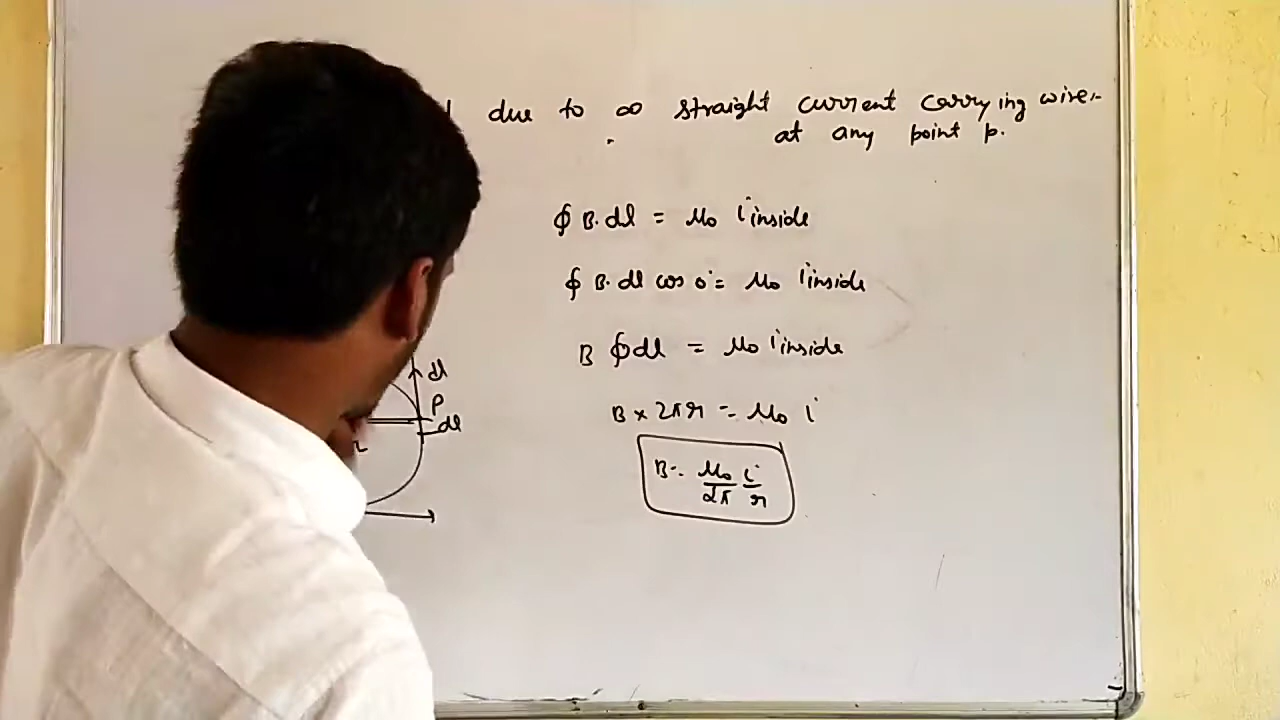 due to ∞ straight current carrying wire.
at any point p.
∮ B. dl = μ₀ i inside
∮ B. dl cos 0° = μ₀ i inside
B ∮ dl = μ₀ i inside
dl
P
dl
r
B × 2πr = μ₀ i
B = μ₀/2π i/r